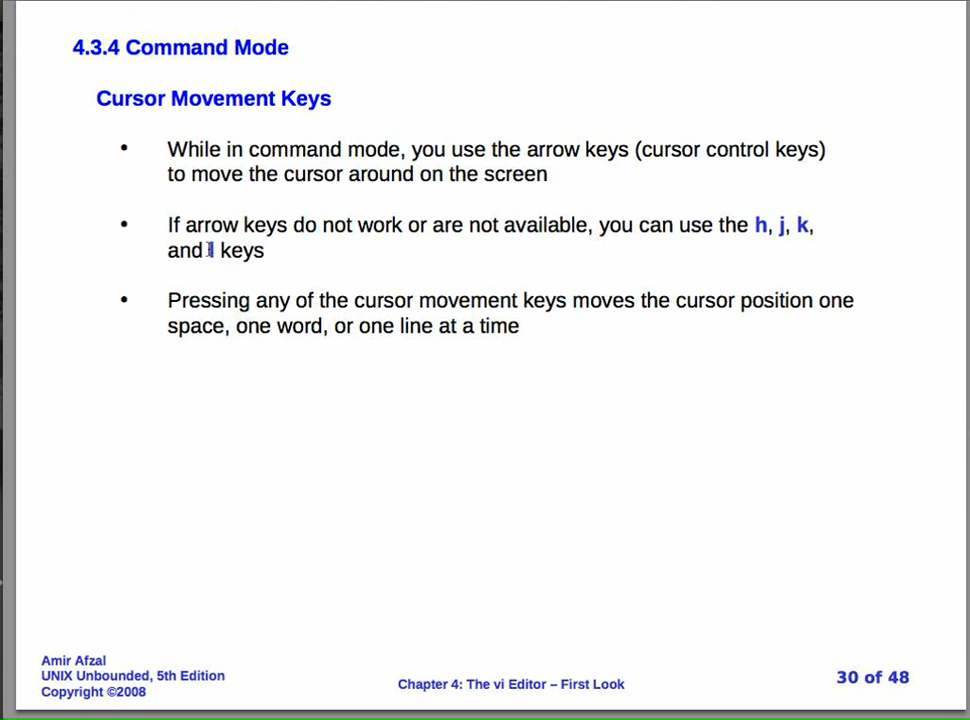 4.3.4 Command Mode
Cursor Movement Keys
• While in command mode, you use the arrow keys (cursor control keys)
to move the cursor around on the screen
• If arrow keys do not work or are not available, you can use the h, j, k,
and l keys
• Pressing any of the cursor movement keys moves the cursor position one
space, one word, or one line at a time
Amir Afzal
UNIX Unbounded, 5th Edition
Copyright ©2008
Chapter 4: The vi Editor – First Look
30 of 48